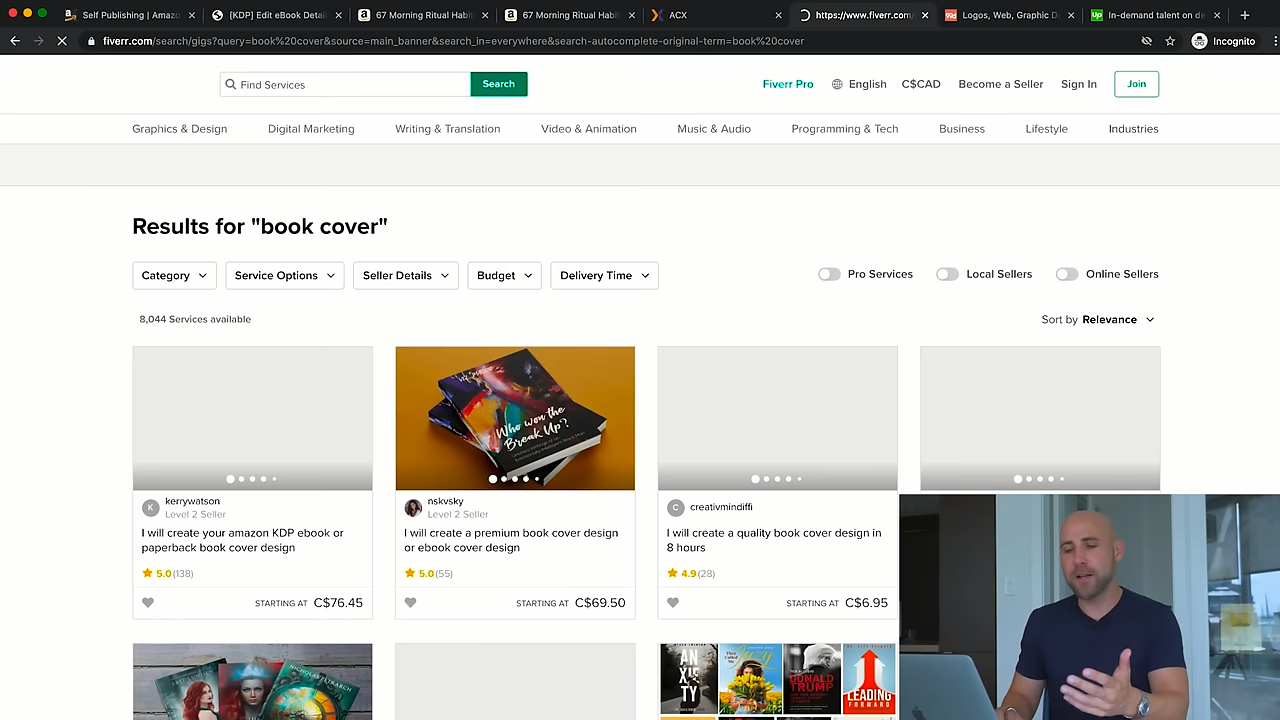 Self Publishing | Amazo
[KDP] Edit eBook Detai
67 Morning Ritual Habit
67 Morning Ritual Habit
ACX
https://www.fiverr.com/
Logos, Web, Graphic D
In-demand talent on de
fiverr.com/search/gigs?query=book%20cover&source=main_banner&search_in=everywhere&search-autocomplete-original-term=book%20cover
Incognito
Find Services
Search
Fiverr Pro
English
C$CAD
Become a Seller
Sign In
Join
Graphics & Design
Digital Marketing
Writing & Translation
Video & Animation
Music & Audio
Programming & Tech
Business
Lifestyle
Industries
Results for "book cover"
Category
Service Options
Seller Details
Budget
Delivery Time
Pro Services
Local Sellers
Online Sellers
8,044 Services available
Sort by Relevance
Who won the
Break Up?
K
kerrywatson
Level 2 Seller
I will create your amazon KDP ebook or
paperback book cover design
5.0 (138)
STARTING AT C$76.45
nskvsky
Level 2 Seller
I will create a premium book cover design
or ebook cover design
5.0 (55)
STARTING AT C$69.50
C
creativmindiffi
I will create a quality book cover design in
8 hours
4.9 (28)
STARTING AT C$6.95
AN
XI
ETY
DONALD
TRUMP
LEADING
FORWARD